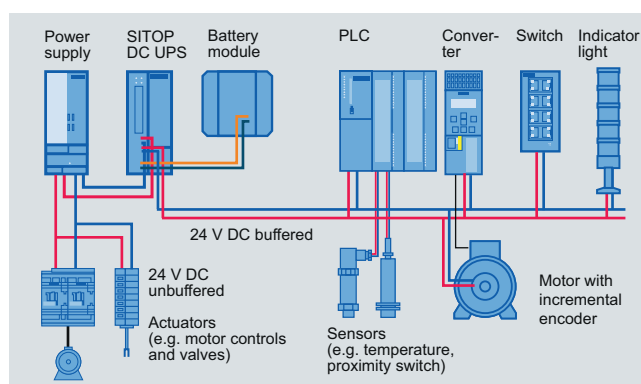 Power
supply
SITOP
DC UPS
Battery
module
PLC
Conver-
ter
Switch
Indicator
light
24 V DC buffered
24 V DC
unbuffered
Actuators
(e.g. motor controls
and valves)
Sensors
(e.g. temperature,
proximity switch)
Motor with
incremental
encoder